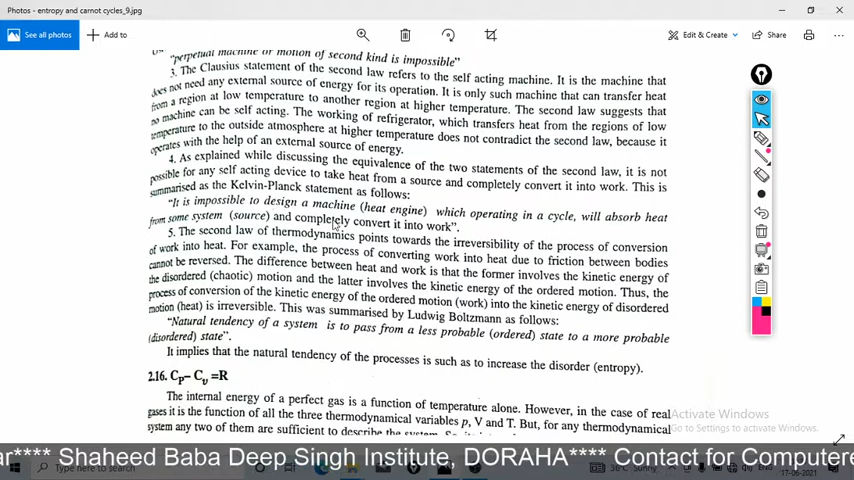 Photos - entropy and carnot cycles_9.jpg
See all photos
Add to
Edit & Create
Share
"perpetual machine or motion of second kind is impossible"
3. The Clausius statement of the second law refers to the self acting machine. It is the machine that
does not need any external source of energy for its operation. It is only such machine that can transfer heat
from a region at low temperature to another region at higher temperature. The second law suggests that
no machine can be self acting. The working of refrigerator, which transfers heat from the regions of low
temperature to the outside atmosphere at higher temperature does not contradict the second law, because it
operates with the help of an external source of energy.
4. As explained while discussing the equivalence of the two statements of the second law, it is not
possible for any self acting device to take heat from a source and completely convert it into work. This is
summarised as the Kelvin-Planck statement as follows:
"It is impossible to design a machine (heat engine) which operating in a cycle, will absorb heat
from some system (source) and completely convert it into work".
5. The second law of thermodynamics points towards the irreversibility of the process of conversion
of work into heat. For example, the process of converting work into heat due to friction between bodies
cannot be reversed. The difference between heat and work is that the former involves the kinetic energy of
the disordered (chaotic) motion and the latter involves the kinetic energy of the ordered motion. Thus, the
process of conversion of the kinetic energy of the ordered motion (work) into the kinetic energy of disordered
motion (heat) is irreversible. This was summarised by Ludwig Boltzmann as follows:
"Natural tendency of a system is to pass from a less probable (ordered) state to a more probable
(disordered) state".
It implies that the natural tendency of the processes is such as to increase the disorder (entropy).
2.16. Cp– Cv =R
The internal energy of a perfect gas is a function of temperature alone. However, in the case of real
gases it is the function of all the three thermodynamical variables p, V and T. But, for any thermodynamical
system any two of them are sufficient to describe the system.
Activate Windows
Go to Settings to activate Windows.
ar**** Shaheed Baba Deep Singh Institute, DORAHA**** Contact for Computere
Type here to search
36°C Sunny
17-06-2021